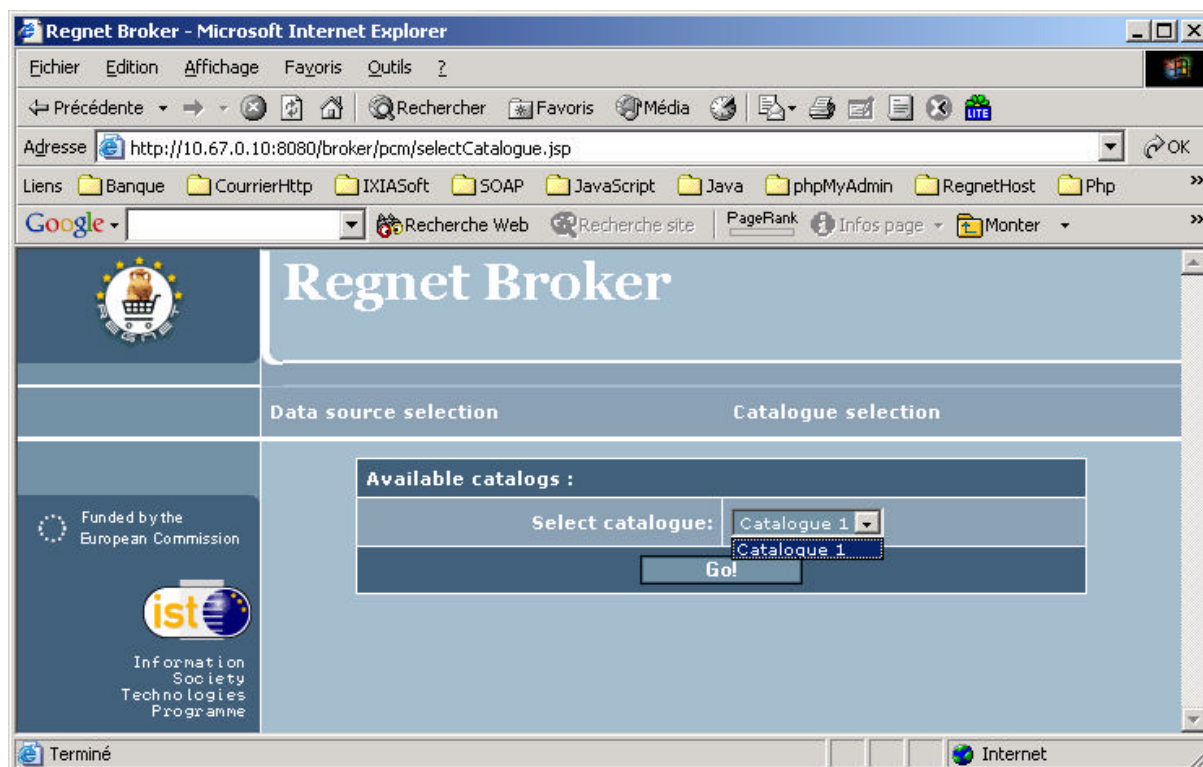 Regnet Broker - Microsoft Internet Explorer
Fichier Edition Affichage Favoris Outils ?
Précédente Rechercher Favoris Média LITE
Adresse http://10.67.0.10:8080/broker/pcm/selectCatalogue.jsp OK
Liens Banque CourrierHttp IXIASoft SOAP JavaScript Java phpMyAdmin RegnetHost Php »
Google Recherche Web Recherche site PageRank Infos page Monter »
REGNET
Regnet Broker
Data source selection Catalogue selection
Available catalogs :
Select catalogue: Catalogue 1
Catalogue 1
Go!
Funded by the
European Commission
ist
Information
Society
Technologies
Programme
Terminé Internet